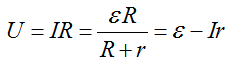 U = IR = εR / (R + r) = ε − Ir